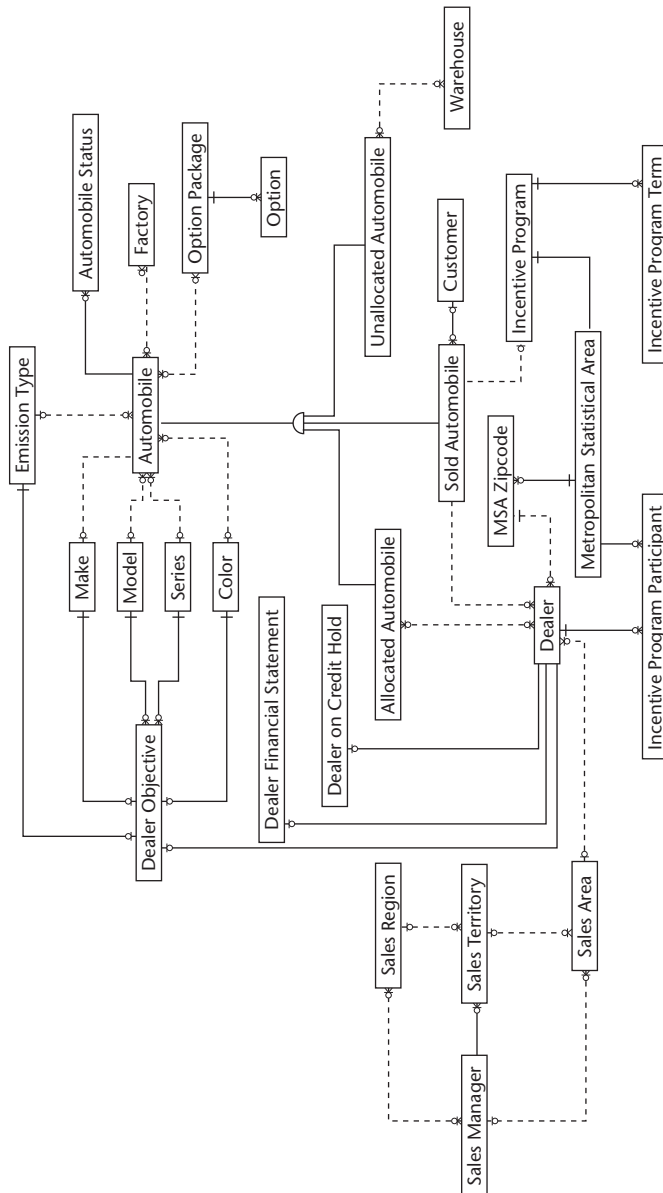 Emission Type
Automobile Status
Factory
Option Package
Option
Automobile
Make
Model
Series
Color
Dealer Objective
Dealer Financial Statement
Dealer on Credit Hold
Allocated Automobile
Sold Automobile
Unallocated Automobile
Warehouse
Customer
Incentive Program
MSA Zipcode
Dealer
Metropolitan Statistical Area
Incentive Program Participant
Incentive Program Term
Sales Region
Sales Territory
Sales Area
Sales Manager